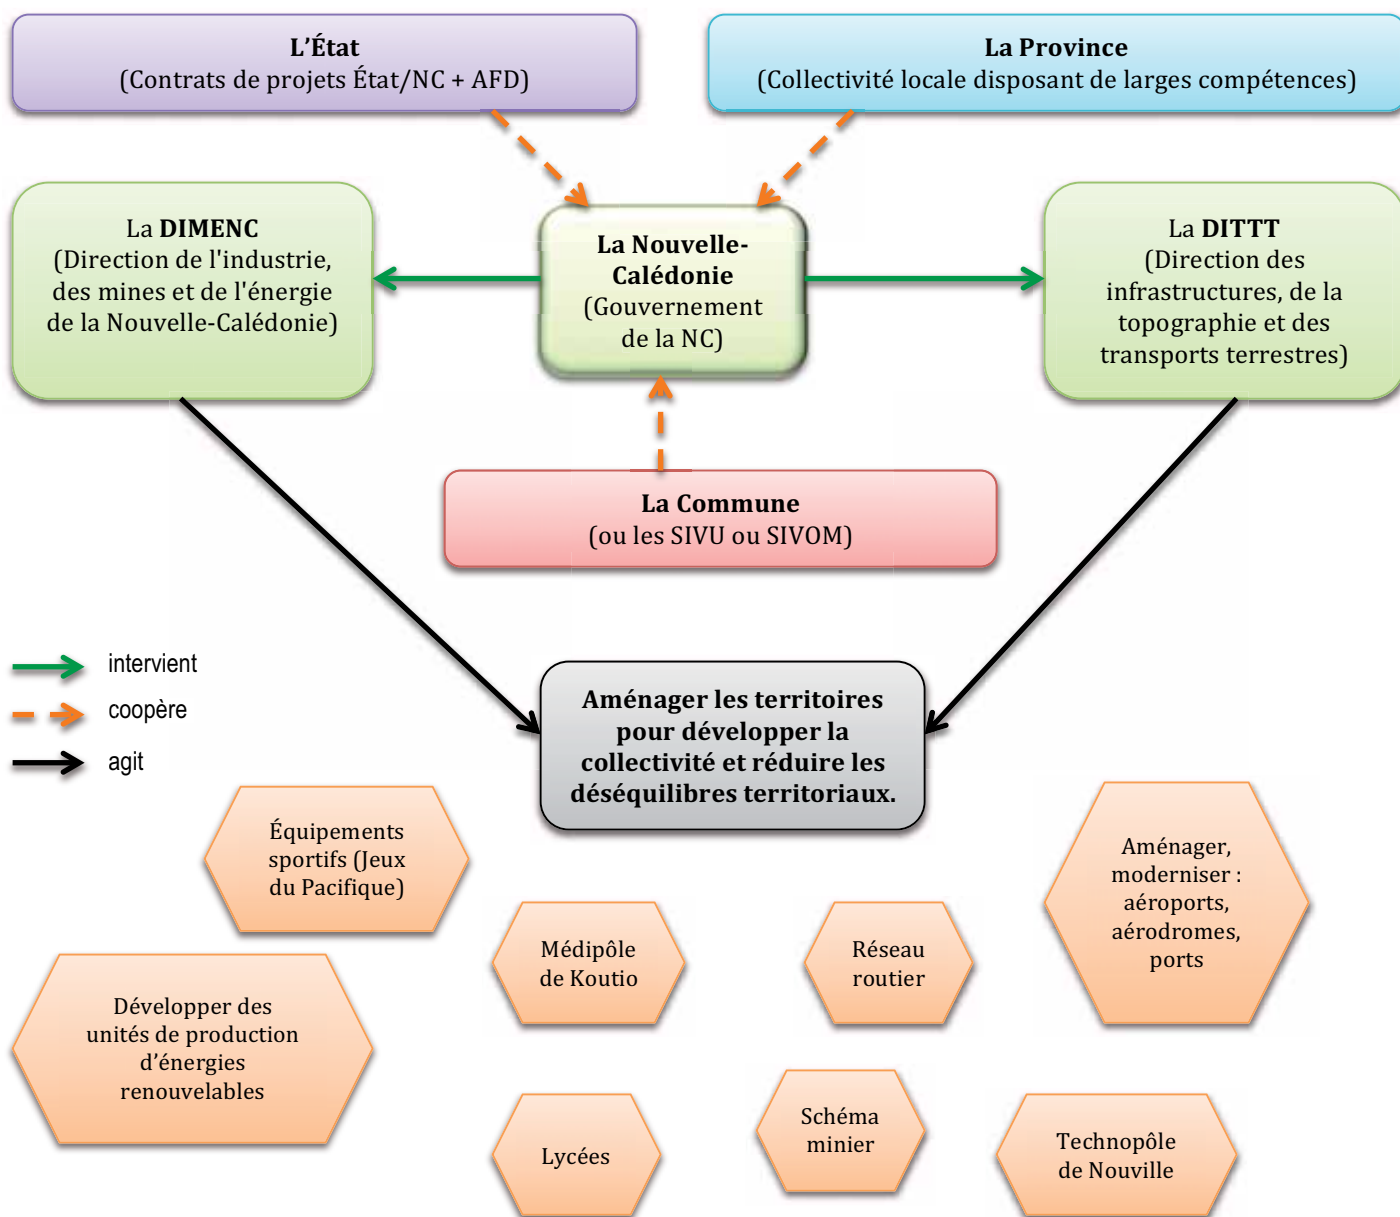 L’État
(Contrats de projets État/NC + AFD)
La Province
(Collectivité locale disposant de larges compétences)
La DIMENC
(Direction de l'industrie,
des mines et de l'énergie
de la Nouvelle-Calédonie)
La Nouvelle-
Calédonie
(Gouvernement
de la NC)
La DITTT
(Direction des
infrastructures, de la
topographie et des
transports terrestres)
La Commune
(ou les SIVU ou SIVOM)
intervient
coopère
agit
Aménager les territoires
pour développer la
collectivité et réduire les
déséquilibres territoriaux.
Équipements
sportifs (Jeux
du Pacifique)
Médipôle
de Koutio
Réseau
routier
Aménager,
moderniser :
aéroports,
aérodromes,
ports
Développer des
unités de production
d’énergies
renouvelables
Lycées
Schéma
minier
Technopôle
de Nouville